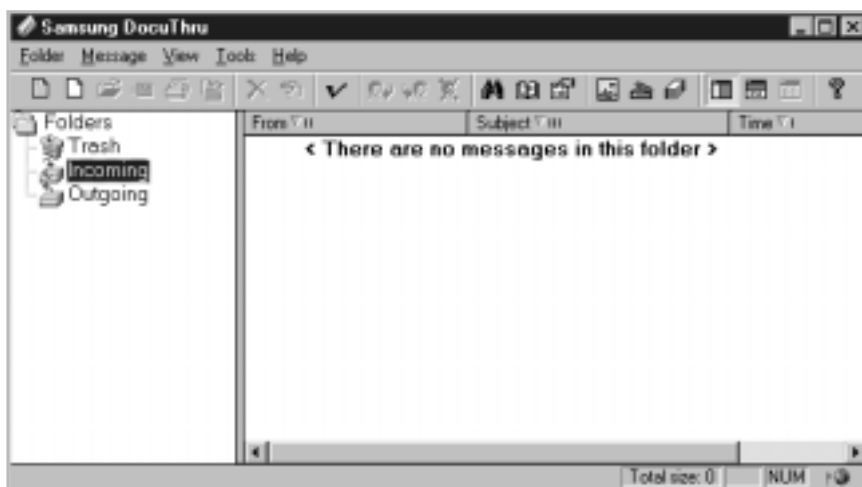 Samsung DocuThru
Folder Message View Tools Help
Folders
Trash
Incoming
Outgoing
From Subject Time
< There are no messages in this folder >
Total size: 0 NUM